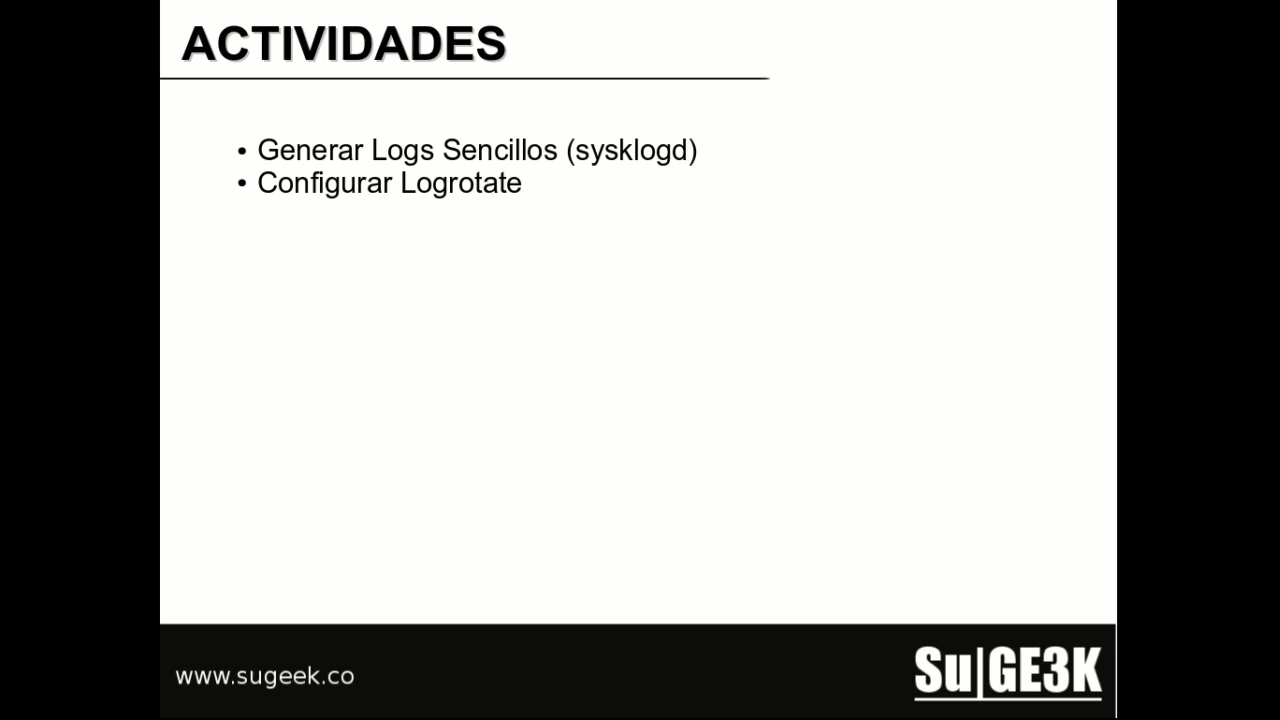 ACTIVIDADES
• Generar Logs Sencillos (sysklogd)
• Configurar Logrotate
www.sugeek.co
Su|GE3K